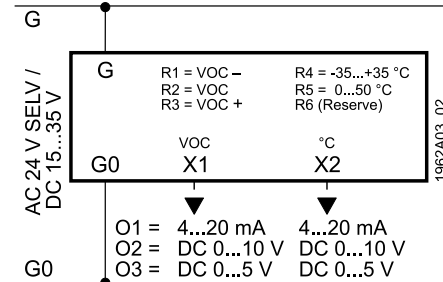 G
AC 24 V SELV /
DC 15...35 V
G
R1 = VOC – R4 = -35...+35 °C
R2 = VOC R5 = 0...50 °C
R3 = VOC + R6 (Reserve)
VOC °C
G0 X1 X2
1962A03_02
O1 = 4...20 mA 4...20 mA
O2 = DC 0...10 V DC 0...10 V
O3 = DC 0...5 V DC 0...5 V
G0